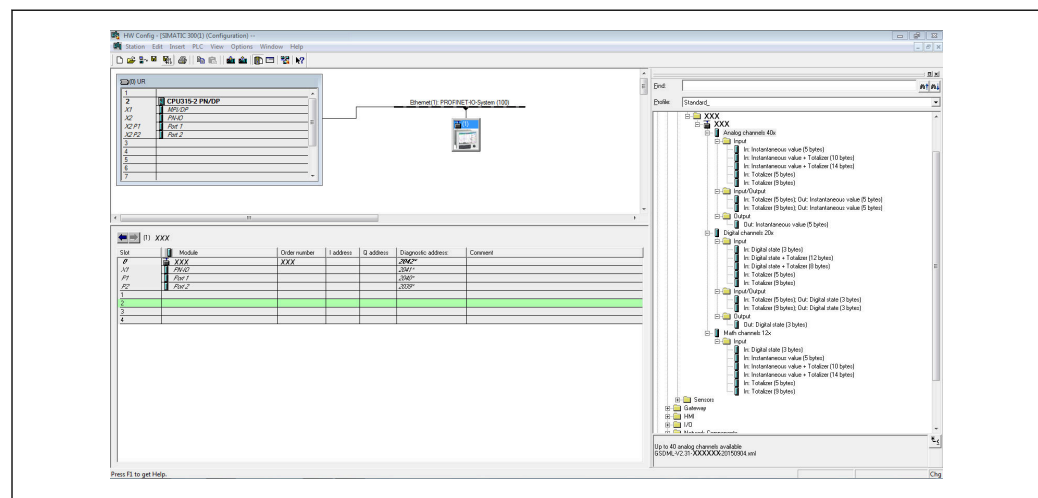 HW Config - [SIMATIC 300(1) (Configuration) --
Station Edit Insert PLC View Options Window Help
(0) UR
1
2 CPU315-2 PN/DP
X1 MPI/DP
X2 PN-IO
X2 P1 Port 1
X2 P2 Port 2
3
4
5
6
7
Ethernet(1): PROFINET-IO-System (100)
(1)
(1) XXX
Slot Module Order number I address Q address Diagnostic address: Comment
0 XXX XXX 2042*
X1 PN-IO 2041*
P1 Port 1 2040*
P2 Port 2 2039*
1
2
3
4
Find:
Profile: Standard_
XXX
XXX
Analog channels 40x
Input
In: Instantaneous value (5 bytes)
In: Instantaneous value + Totalizer (10 bytes)
In: Instantaneous value + Totalizer (14 bytes)
In: Totalizer (5 bytes)
In: Totalizer (9 bytes)
Input/Output
In: Totalizer (5 bytes); Out: Instantaneous value (5 bytes)
In: Totalizer (9 bytes); Out: Instantaneous value (5 bytes)
Output
Out: Instantaneous value (5 bytes)
Digital channels 20x
Input
In: Digital state (3 bytes)
In: Digital state + Totalizer (12 bytes)
In: Digital state + Totalizer (8 bytes)
In: Totalizer (5 bytes)
In: Totalizer (9 bytes)
Input/Output
In: Totalizer (5 bytes); Out: Digital state (3 bytes)
In: Totalizer (9 bytes); Out: Digital state (3 bytes)
Output
Out: Digital state (3 bytes)
Math channels 12x
Input
In: Digital state (3 bytes)
In: Instantaneous value (5 bytes)
In: Instantaneous value + Totalizer (10 bytes)
In: Instantaneous value + Totalizer (14 bytes)
In: Totalizer (5 bytes)
In: Totalizer (9 bytes)
Sensors
Gateway
HMI
I/O
Up to 40 analog channels available
GSDML-V2.31-XXXXXX-20150904.xml
Press F1 to get Help.
Chg